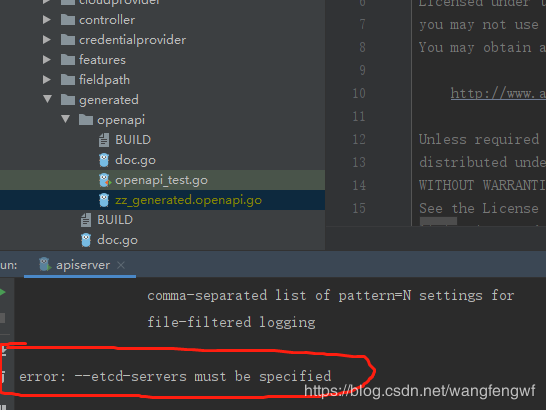 cloudprovider
controller
credentialprovider
features
fieldpath
generated
openapi
BUILD
doc.go
openapi_test.go
zz_generated.openapi.go
BUILD
doc.go
6 Licensed under
7 you may not use
8 You may obtain a
9
10 http://www.a
11
12 Unless required
13 distributed unde
14 WITHOUT WARRANTI
15 See the License
un: apiserver ×
comma-separated list of pattern=N settings for
file-filtered logging
error: --etcd-servers must be specified
https://blog.csdn.net/wangfengwf